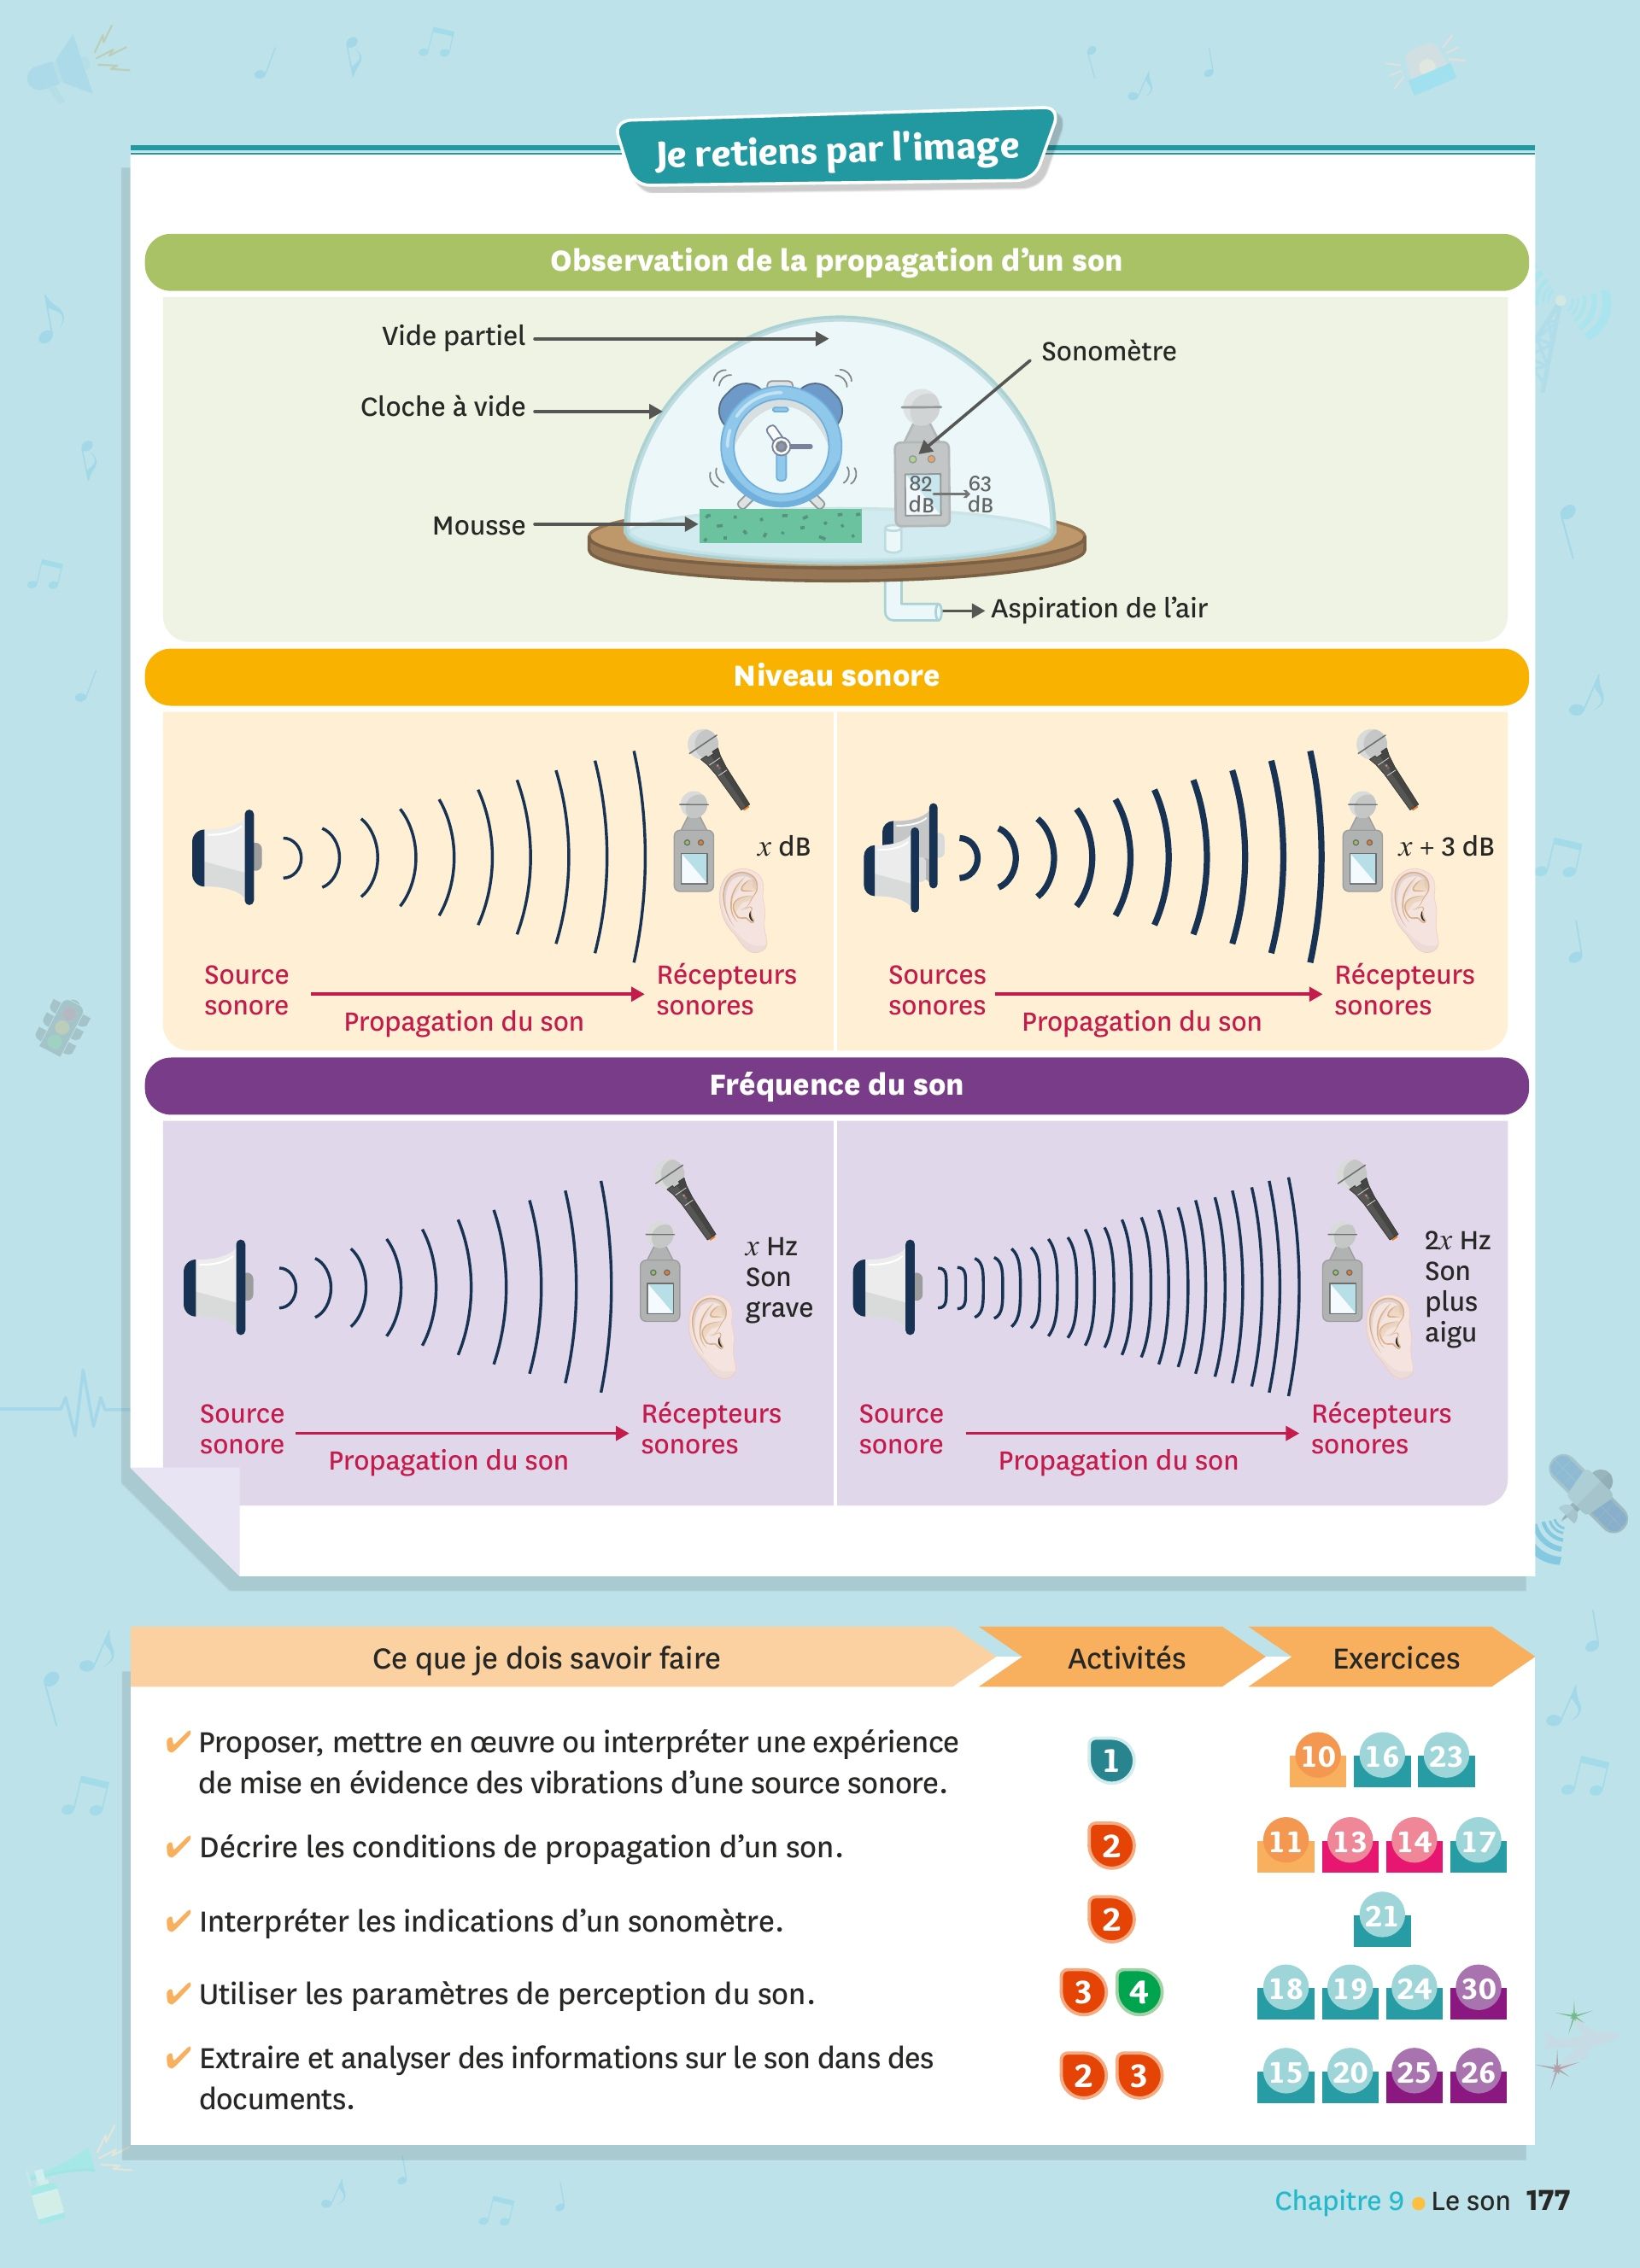 Je retiens par l'image
Observation de la propagation d’un son
Vide partiel
Sonomètre
Cloche à vide
82
dB
63
dB
Mousse
Aspiration de l’air
Niveau sonore
x dB
Source
sonore
Propagation du son
Récepteurs
sonores
x + 3 dB
Sources
sonores
Propagation du son
Récepteurs
sonores
Fréquence du son
x Hz
Son
grave
Source
sonore
Propagation du son
Récepteurs
sonores
2x Hz
Son
plus
aigu
Source
sonore
Propagation du son
Récepteurs
sonores
Ce que je dois savoir faire
Activités
Exercices
✔ Proposer, mettre en œuvre ou interpréter une expérience
de mise en évidence des vibrations d’une source sonore.
1
10 16 23
✔ Décrire les conditions de propagation d’un son.
2
11 13 14 17
✔ Interpréter les indications d’un sonomètre.
2
21
✔ Utiliser les paramètres de perception du son.
3 4
18 19 24 30
✔ Extraire et analyser des informations sur le son dans des
documents.
2 3
15 20 25 26
Chapitre 9 • Le son 177